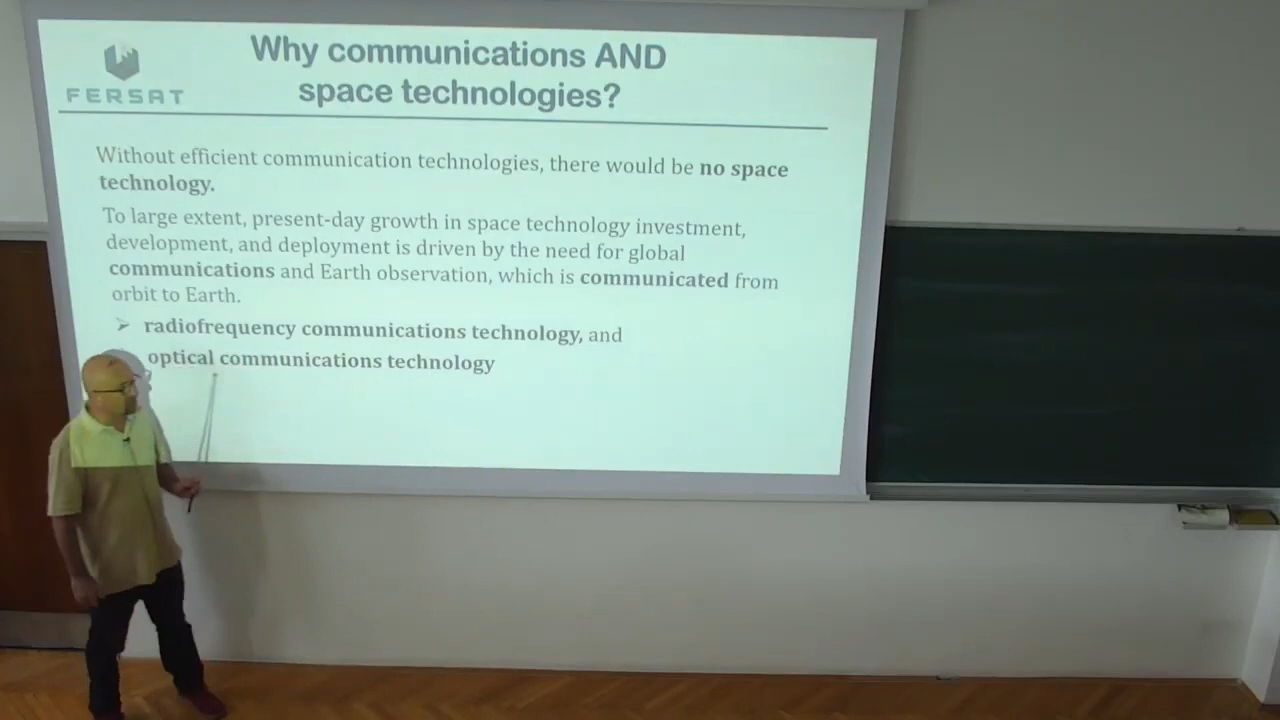 Why communications AND
space technologies?
FERSAT
Without efficient communication technologies, there would be no space
technology.
To large extent, present-day growth in space technology investment,
development, and deployment is driven by the need for global
communications and Earth observation, which is communicated from
orbit to Earth.
radiofrequency communications technology, and
optical communications technology